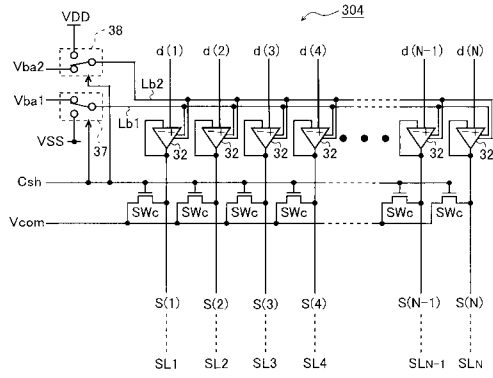 304
VDD
38
d(1) d(2) d(3) d(4) d(N-1) d(N)
Vba2
Lb2
Vba1
Lb1
VSS
37
32 32 32 32 32 32
Csh
SWc SWc SWc SWc SWc SWc
Vcom
S(1) S(2) S(3) S(4) S(N-1) S(N)
SL1 SL2 SL3 SL4 SLN-1 SLN